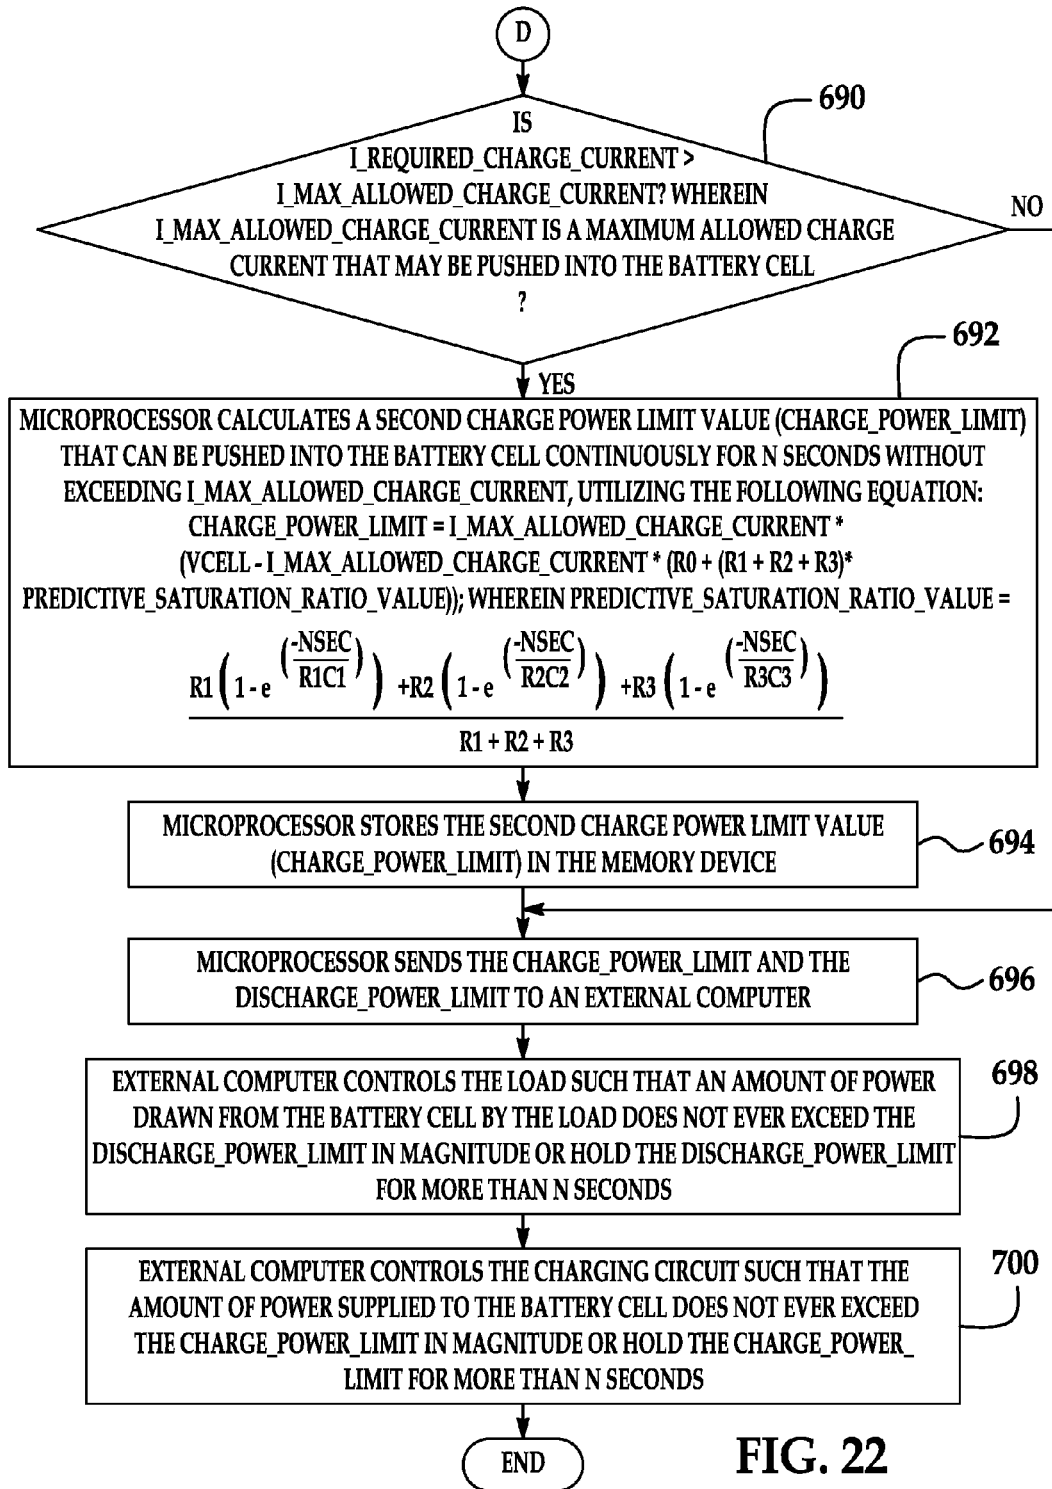 D
690
IS
I_REQUIRED_CHARGE_CURRENT >
I_MAX_ALLOWED_CHARGE_CURRENT? WHEREIN
I_MAX_ALLOWED_CHARGE_CURRENT IS A MAXIMUM ALLOWED CHARGE
CURRENT THAT MAY BE PUSHED INTO THE BATTERY CELL
?
NO
YES
692
MICROPROCESSOR CALCULATES A SECOND CHARGE POWER LIMIT VALUE (CHARGE_POWER_LIMIT)
THAT CAN BE PUSHED INTO THE BATTERY CELL CONTINUOUSLY FOR N SECONDS WITHOUT
EXCEEDING I_MAX_ALLOWED_CHARGE_CURRENT, UTILIZING THE FOLLOWING EQUATION:
CHARGE_POWER_LIMIT = I_MAX_ALLOWED_CHARGE_CURRENT *
(VCELL - I_MAX_ALLOWED_CHARGE_CURRENT * (R0 + (R1 + R2 + R3)*
PREDICTIVE_SATURATION_RATIO_VALUE)); WHEREIN PREDICTIVE_SATURATION_RATIO_VALUE =
R1 ( 1 - e ( -NSEC / R1C1 ) ) +R2 ( 1 - e ( -NSEC / R2C2 ) ) +R3 ( 1 - e ( -NSEC / R3C3 ) )
R1 + R2 + R3
MICROPROCESSOR STORES THE SECOND CHARGE POWER LIMIT VALUE
(CHARGE_POWER_LIMIT) IN THE MEMORY DEVICE
694
MICROPROCESSOR SENDS THE CHARGE_POWER_LIMIT AND THE
DISCHARGE_POWER_LIMIT TO AN EXTERNAL COMPUTER
696
EXTERNAL COMPUTER CONTROLS THE LOAD SUCH THAT AN AMOUNT OF POWER
DRAWN FROM THE BATTERY CELL BY THE LOAD DOES NOT EVER EXCEED THE
DISCHARGE_POWER_LIMIT IN MAGNITUDE OR HOLD THE DISCHARGE_POWER_LIMIT
FOR MORE THAN N SECONDS
698
EXTERNAL COMPUTER CONTROLS THE CHARGING CIRCUIT SUCH THAT THE
AMOUNT OF POWER SUPPLIED TO THE BATTERY CELL DOES NOT EVER EXCEED
THE CHARGE_POWER_LIMIT IN MAGNITUDE OR HOLD THE CHARGE_POWER_
LIMIT FOR MORE THAN N SECONDS
700
END
FIG. 22